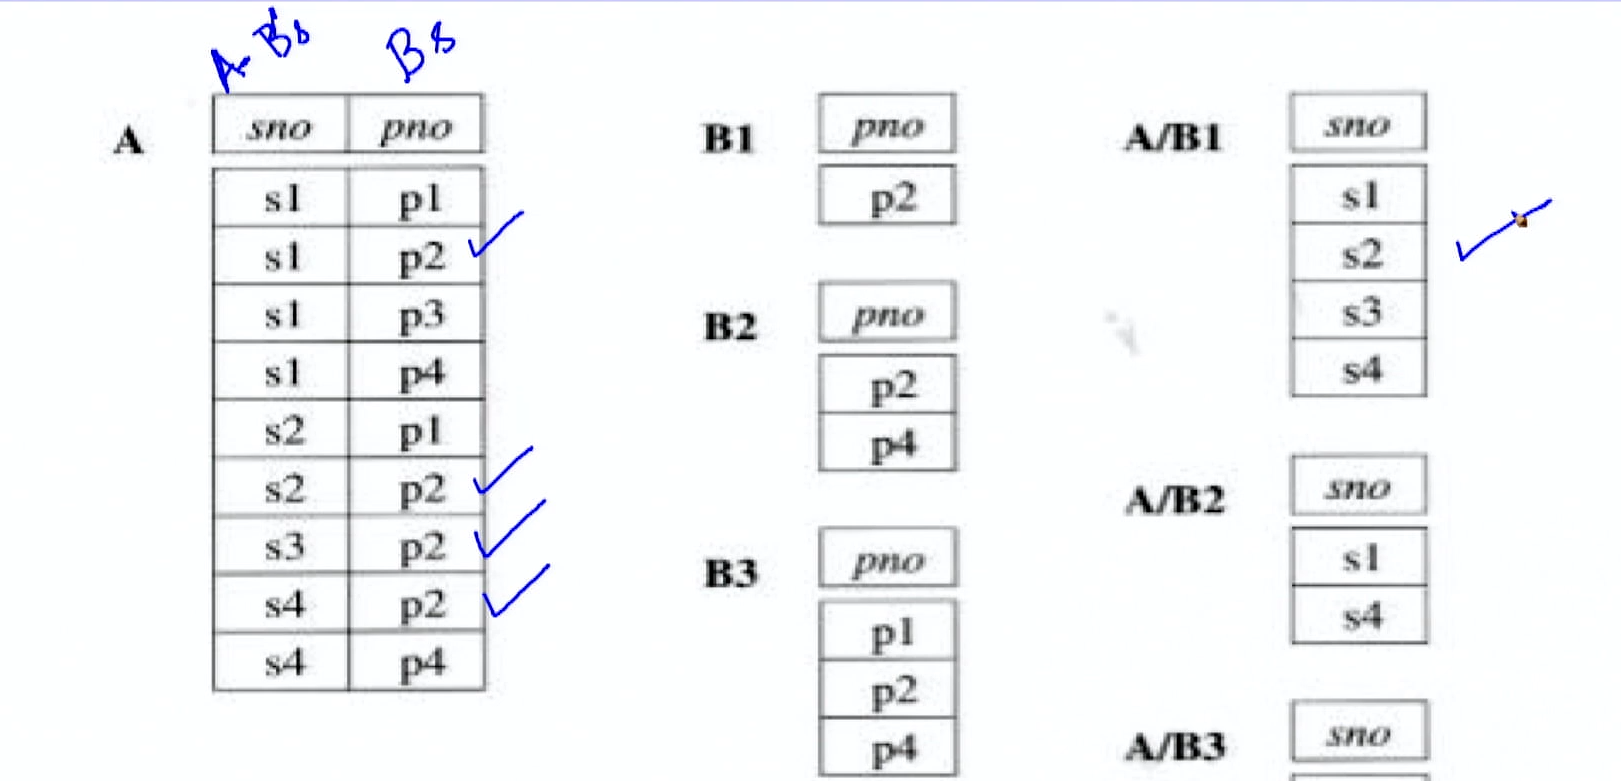 A-B's Bs
A
sno pno
s1 p1
s1 p2
s1 p3
s1 p4
s2 p1
s2 p2
s3 p2
s4 p2
s4 p4
B1
pno
p2
B2
pno
p2
p4
B3
pno
p1
p2
p4
A/B1
sno
s1
s2
s3
s4
A/B2
sno
s1
s4
A/B3
sno